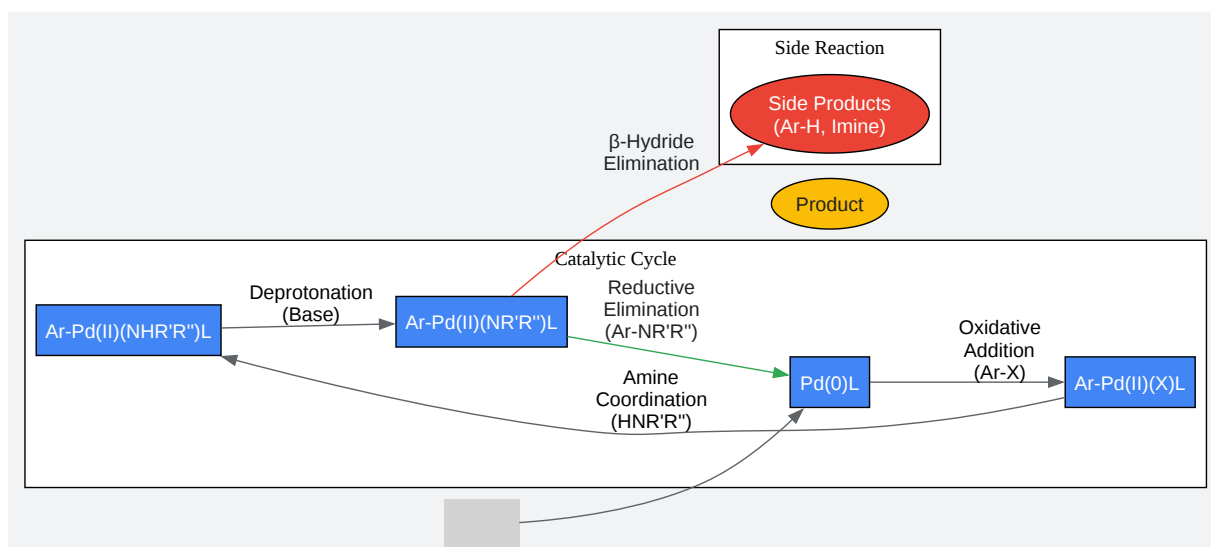 Side Reaction
Side Products
(Ar-H, Imine)
β-Hydride
Elimination
Product
Catalytic Cycle
Deprotonation
(Base)
Reductive
Elimination
(Ar-NR'R")
Ar-Pd(II)(NHR'R")L
Ar-Pd(II)(NR'R")L
Oxidative
Addition
(Ar-X)
Amine
Coordination
(HNR'R")
Pd(0)L
Ar-Pd(II)(X)L